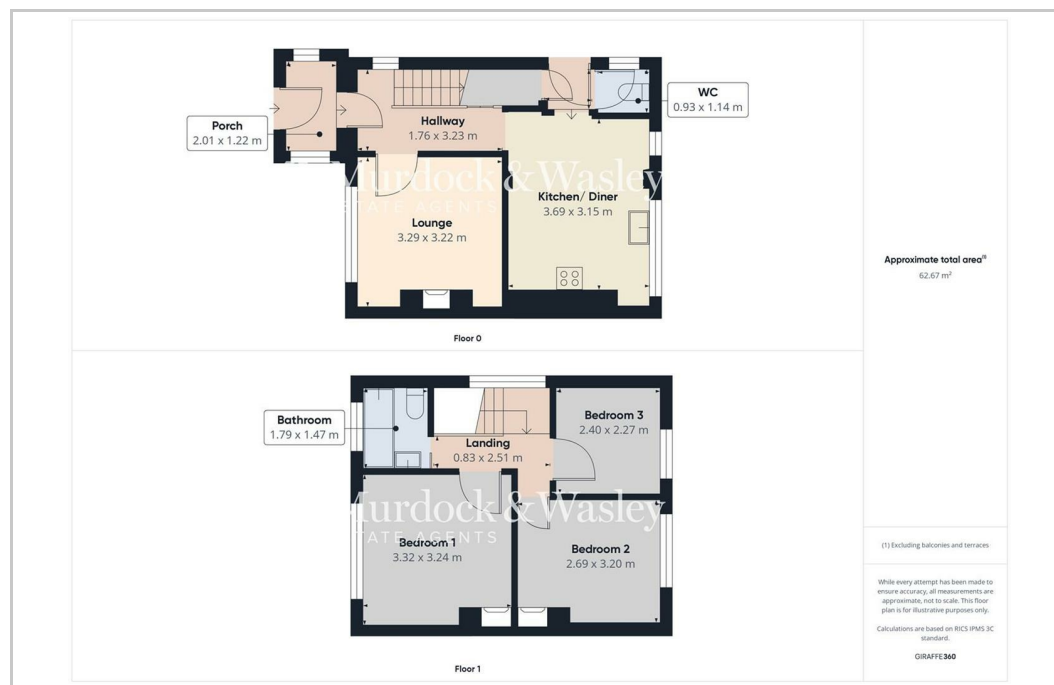 Porch
2.01 x 1.22 m
Hallway
1.76 x 3.23 m
WC
0.93 x 1.14 m
Murdock & Wasley
ESTATE AGENTS
Kitchen/ Diner
3.69 x 3.15 m
Lounge
3.29 x 3.22 m
Floor 0
Approximate total area(1)
62.67 m²
Bathroom
1.79 x 1.47 m
Landing
0.83 x 2.51 m
Bedroom 3
2.40 x 2.27 m
Murdock & Wasley
ESTATE AGENTS
Bedroom 1
3.32 x 3.24 m
Bedroom 2
2.69 x 3.20 m
Floor 1
(1) Excluding balconies and terraces
While every attempt has been made to
ensure accuracy, all measurements are
approximate, not to scale. This floor
plan is for illustrative purposes only.
Calculations are based on RICS IPMS 3C
standard.
GIRAFFE360